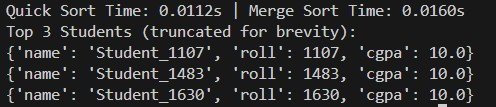 Quick Sort Time: 0.0112s | Merge Sort Time: 0.0160s
Top 3 Students (truncated for brevity):
{'name': 'Student_1107', 'roll': 1107, 'cgpa': 10.0}
{'name': 'Student_1483', 'roll': 1483, 'cgpa': 10.0}
{'name': 'Student_1630', 'roll': 1630, 'cgpa': 10.0}